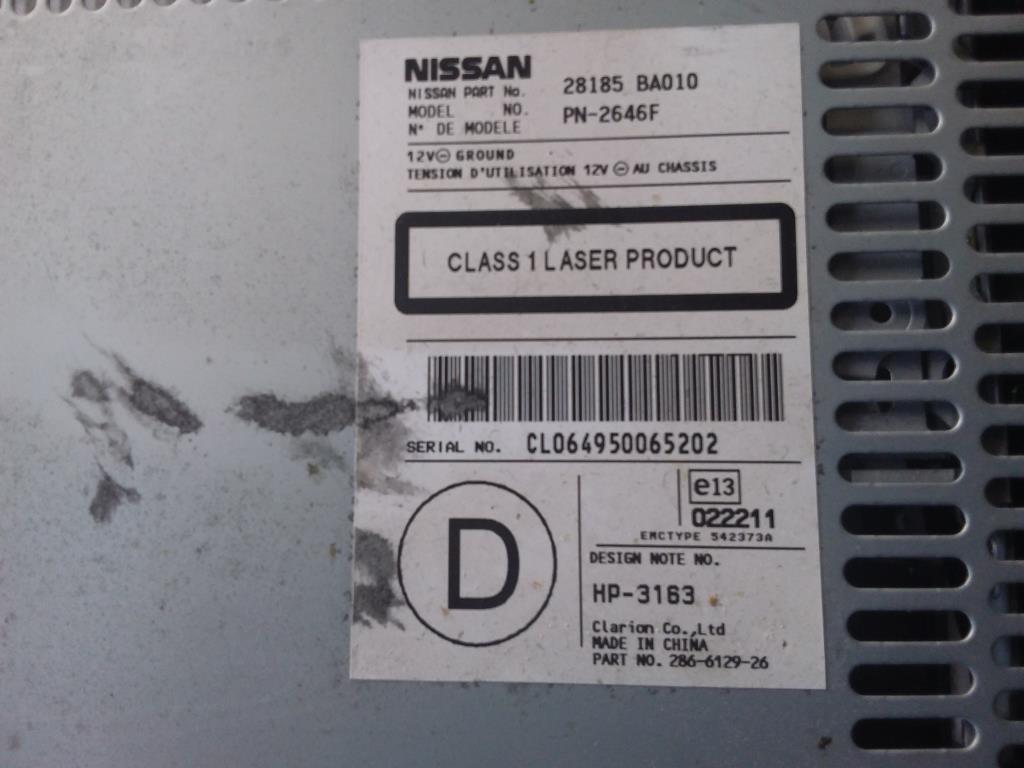 NISSAN
NISSAN PART No. 28185 BA010
MODEL NO. PN-2646F
N° DE MODELE
12V⊖ GROUND
TENSION D'UTILISATION 12V ⊖ AU CHASSIS
CLASS 1 LASER PRODUCT
SERIAL NO. CL064950065202
D
e13
022211
EMCTYPE 542373A
DESIGN NOTE NO.
HP-3163
Clarion Co.,Ltd
MADE IN CHINA
PART NO. 286-6129-26